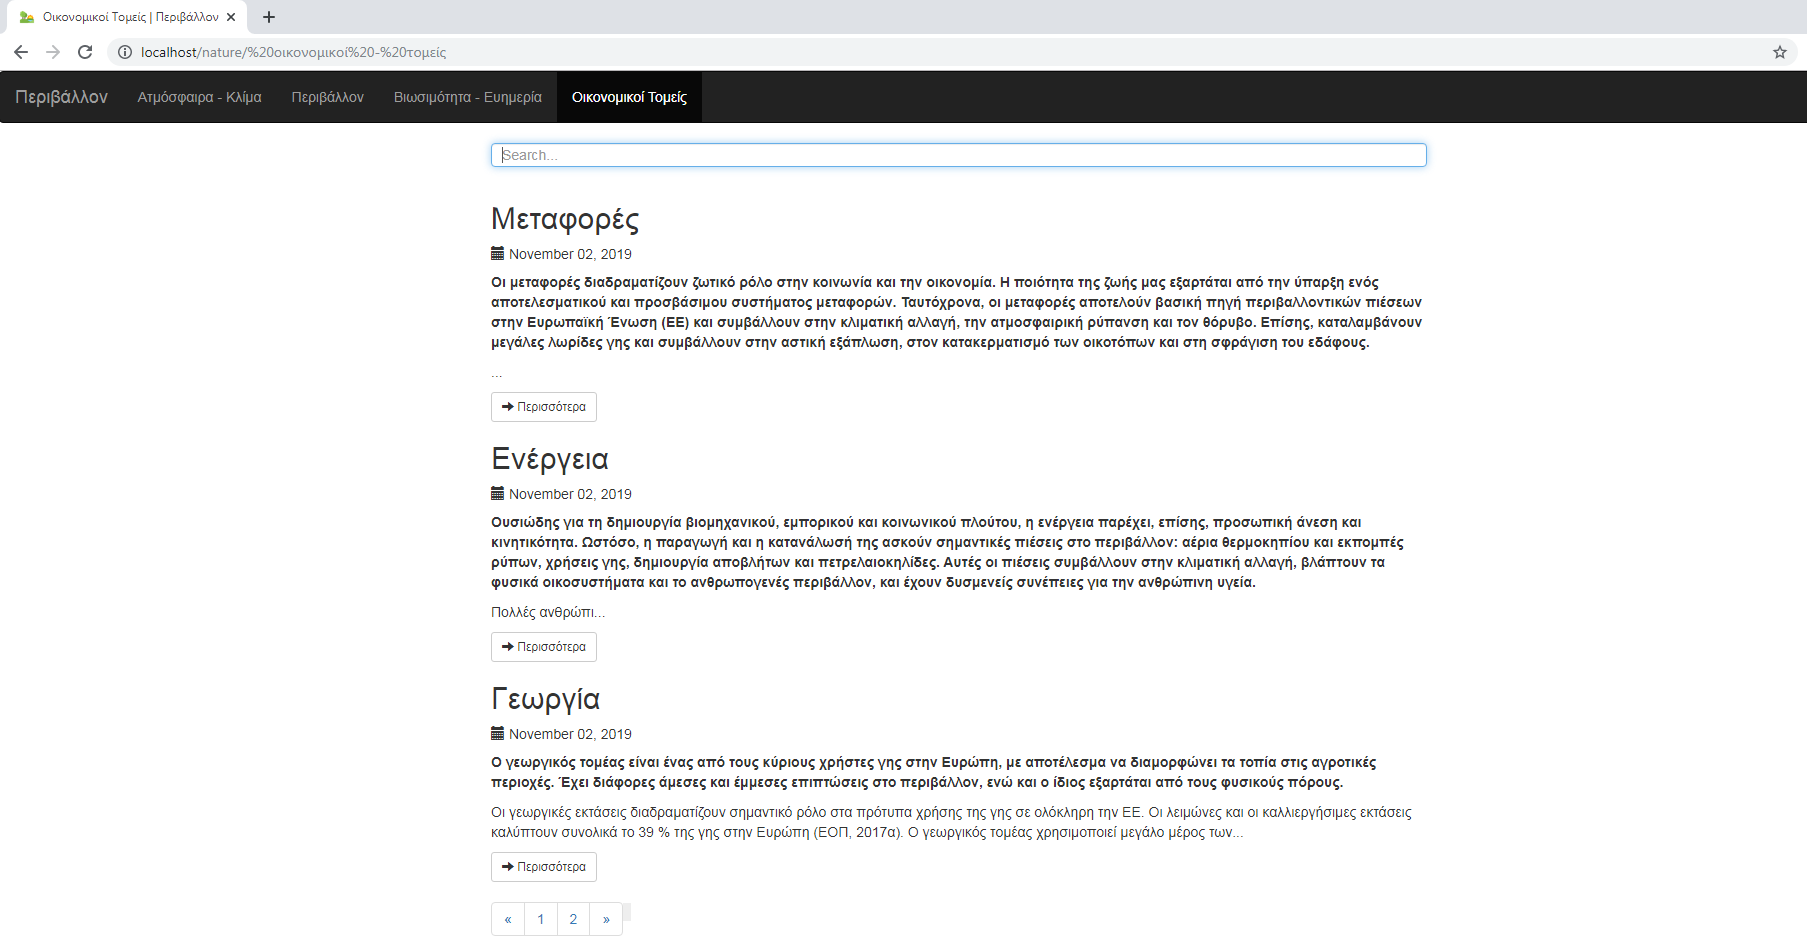 Οικονομικοί Τομείς | Περιβάλλον
localhost/nature/%20οικονομικοί%20-%20τομείς
Περιβάλλον Ατμόσφαιρα - Κλίμα Περιβάλλον Βιωσιμότητα - Ευημερία Οικονομικοί Τομείς
Search...
Μεταφορές
November 02, 2019
Οι μεταφορές διαδραματίζουν ζωτικό ρόλο στην κοινωνία και την οικονομία. Η ποιότητα της ζωής μας εξαρτάται από την ύπαρξη ενός
αποτελεσματικού και προσβάσιμου συστήματος μεταφορών. Ταυτόχρονα, οι μεταφορές αποτελούν βασική πηγή περιβαλλοντικών πιέσεων
στην Ευρωπαϊκή Ένωση (ΕΕ) και συμβάλλουν στην κλιματική αλλαγή, την ατμοσφαιρική ρύπανση και τον θόρυβο. Επίσης, καταλαμβάνουν
μεγάλες λωρίδες γης και συμβάλλουν στην αστική εξάπλωση, στον κατακερματισμό των οικοτόπων και στη σφράγιση του εδάφους.
...
Περισσότερα
Ενέργεια
November 02, 2019
Ουσιώδης για τη δημιουργία βιομηχανικού, εμπορικού και κοινωνικού πλούτου, η ενέργεια παρέχει, επίσης, προσωπική άνεση και
κινητικότητα. Ωστόσο, η παραγωγή και η κατανάλωσή της ασκούν σημαντικές πιέσεις στο περιβάλλον: αέρια θερμοκηπίου και εκπομπές
ρύπων, χρήσεις γης, δημιουργία αποβλήτων και πετρελαιοκηλίδες. Αυτές οι πιέσεις συμβάλλουν στην κλιματική αλλαγή, βλάπτουν τα
φυσικά οικοσυστήματα και το ανθρωπογενές περιβάλλον, και έχουν δυσμενείς συνέπειες για την ανθρώπινη υγεία.
Πολλές ανθρώπι...
Περισσότερα
Γεωργία
November 02, 2019
Ο γεωργικός τομέας είναι ένας από τους κύριους χρήστες γης στην Ευρώπη, με αποτέλεσμα να διαμορφώνει τα τοπία στις αγροτικές
περιοχές. Έχει διάφορες άμεσες και έμμεσες επιπτώσεις στο περιβάλλον, ενώ και ο ίδιος εξαρτάται από τους φυσικούς πόρους.
Οι γεωργικές εκτάσεις διαδραματίζουν σημαντικό ρόλο στα πρότυπα χρήσης της γης σε ολόκληρη την ΕΕ. Οι λειμώνες και οι καλλιεργήσιμες εκτάσεις
καλύπτουν συνολικά το 39 % της γης στην Ευρώπη (ΕΟΠ, 2017α). Ο γεωργικός τομέας χρησιμοποιεί μεγάλο μέρος των...
Περισσότερα
« 1 2 »